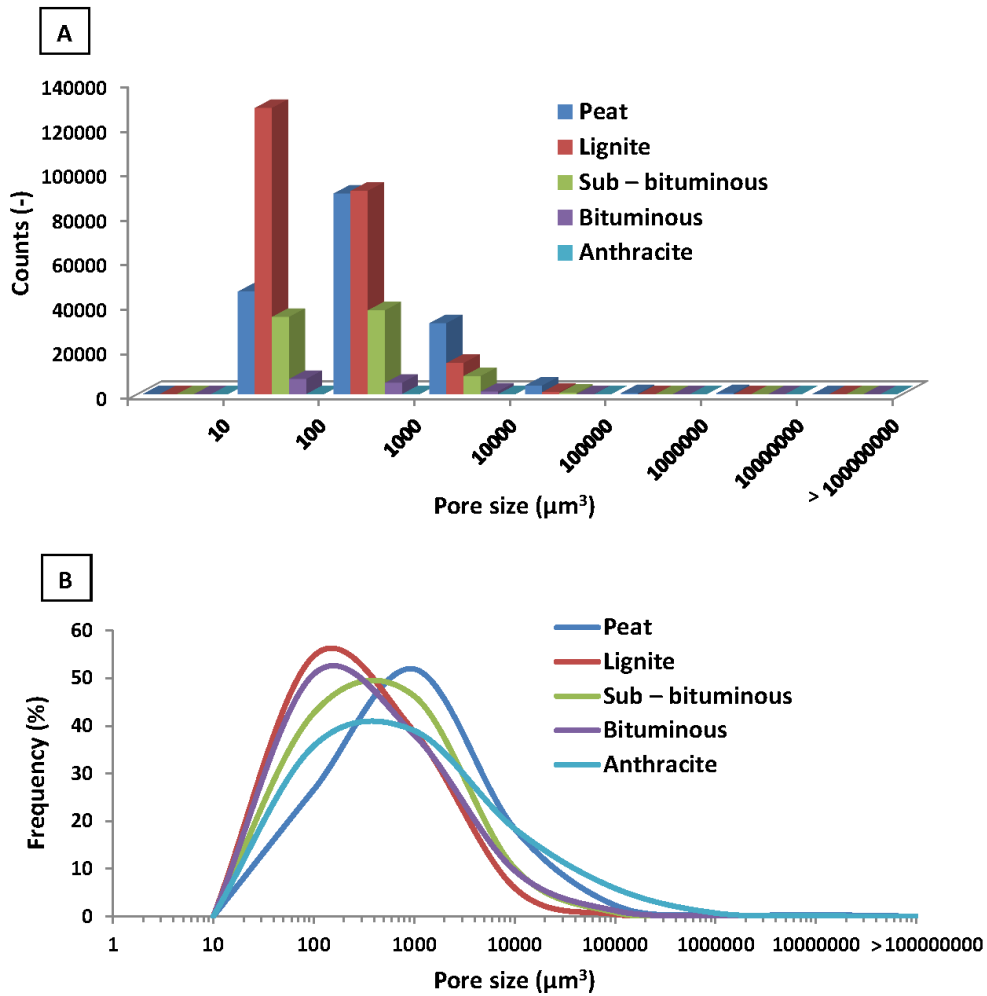 A
140000
120000
100000
80000
60000
40000
20000
0
Counts (-)
Peat
Lignite
Sub – bituminous
Bituminous
Anthracite
10
100
1000
10000
100000
1000000
10000000
> 100000000
Pore size (µm³)
B
60
50
40
30
20
10
0
Frequency (%)
Peat
Lignite
Sub – bituminous
Bituminous
Anthracite
1 10 100 1000 10000 100000 1000000 10000000 >100000000
Pore size (µm³)